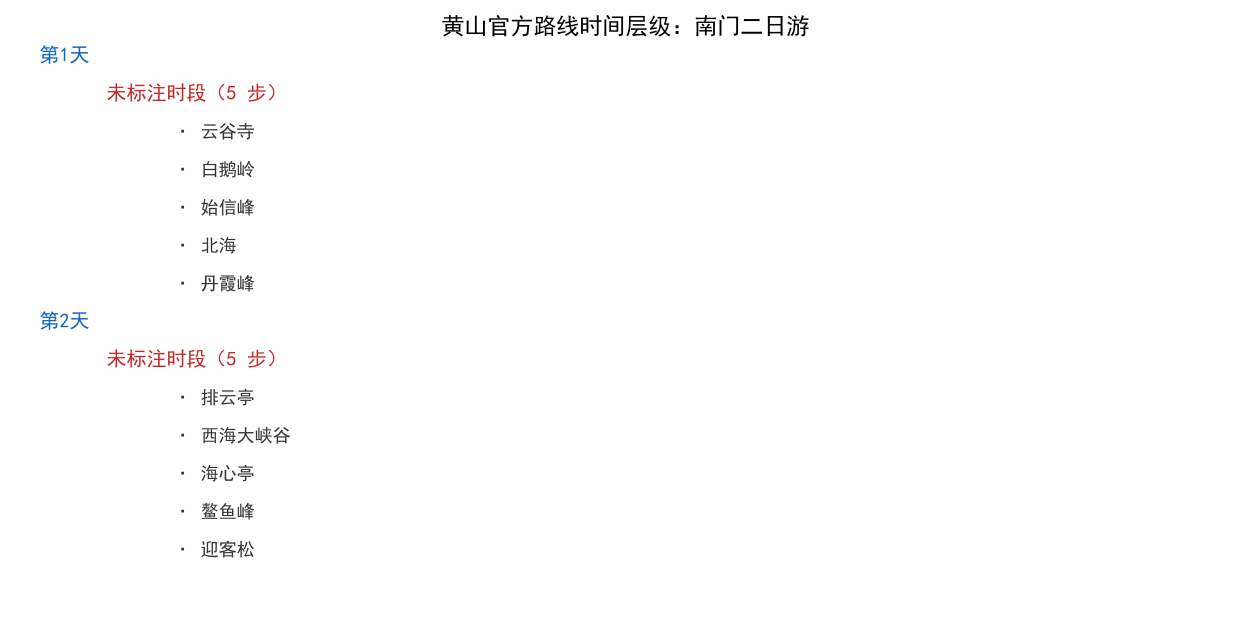 黄山官方路线时间层级：南门二日游
第1天
未标注时段（5 步）
· 云谷寺
· 白鹅岭
· 始信峰
· 北海
· 丹霞峰
第2天
未标注时段（5 步）
· 排云亭
· 西海大峡谷
· 海心亭
· 鳌鱼峰
· 迎客松